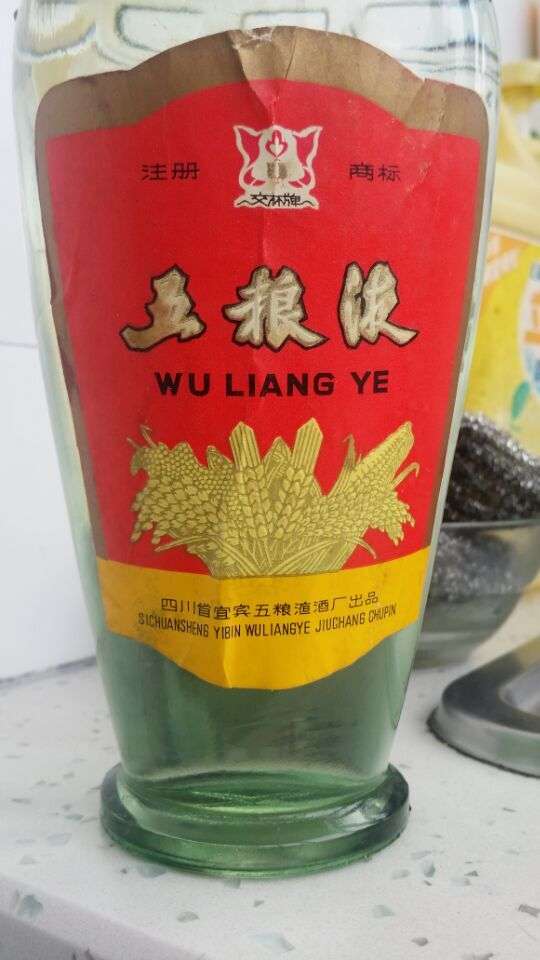 注册 商标
交杯牌
五粮液
WU LIANG YE
四川省宜宾五粮液酒厂出品
SICHUANSHENG YIBIN WULIANGYE JIUCHANG CHUPIN